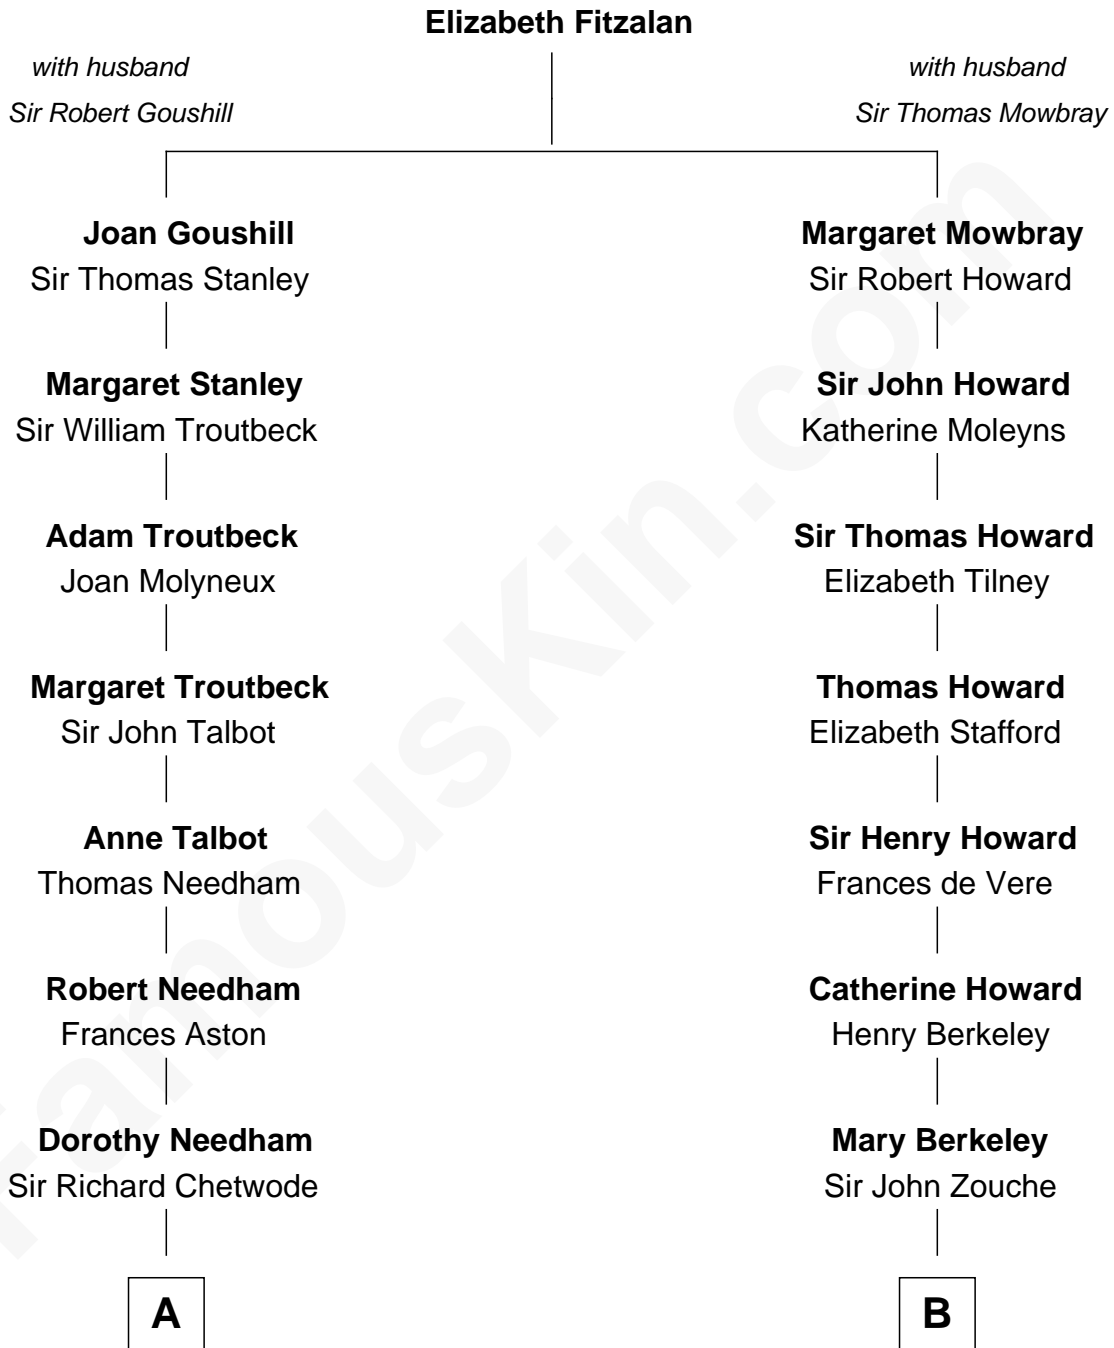 Elizabeth Fitzalan
with husband
Sir Robert Goushill
with husband
Sir Thomas Mowbray
Joan Goushill
Sir Thomas Stanley
Margaret Mowbray
Sir Robert Howard
Margaret Stanley
Sir William Troutbeck
Sir John Howard
Katherine Moleyns
Adam Troutbeck
Joan Molyneux
Sir Thomas Howard
Elizabeth Tilney
Margaret Troutbeck
Sir John Talbot
Thomas Howard
Elizabeth Stafford
Anne Talbot
Thomas Needham
Sir Henry Howard
Frances de Vere
Robert Needham
Frances Aston
Catherine Howard
Henry Berkeley
Dorothy Needham
Sir Richard Chetwode
Mary Berkeley
Sir John Zouche
A
B
FamousKin.com